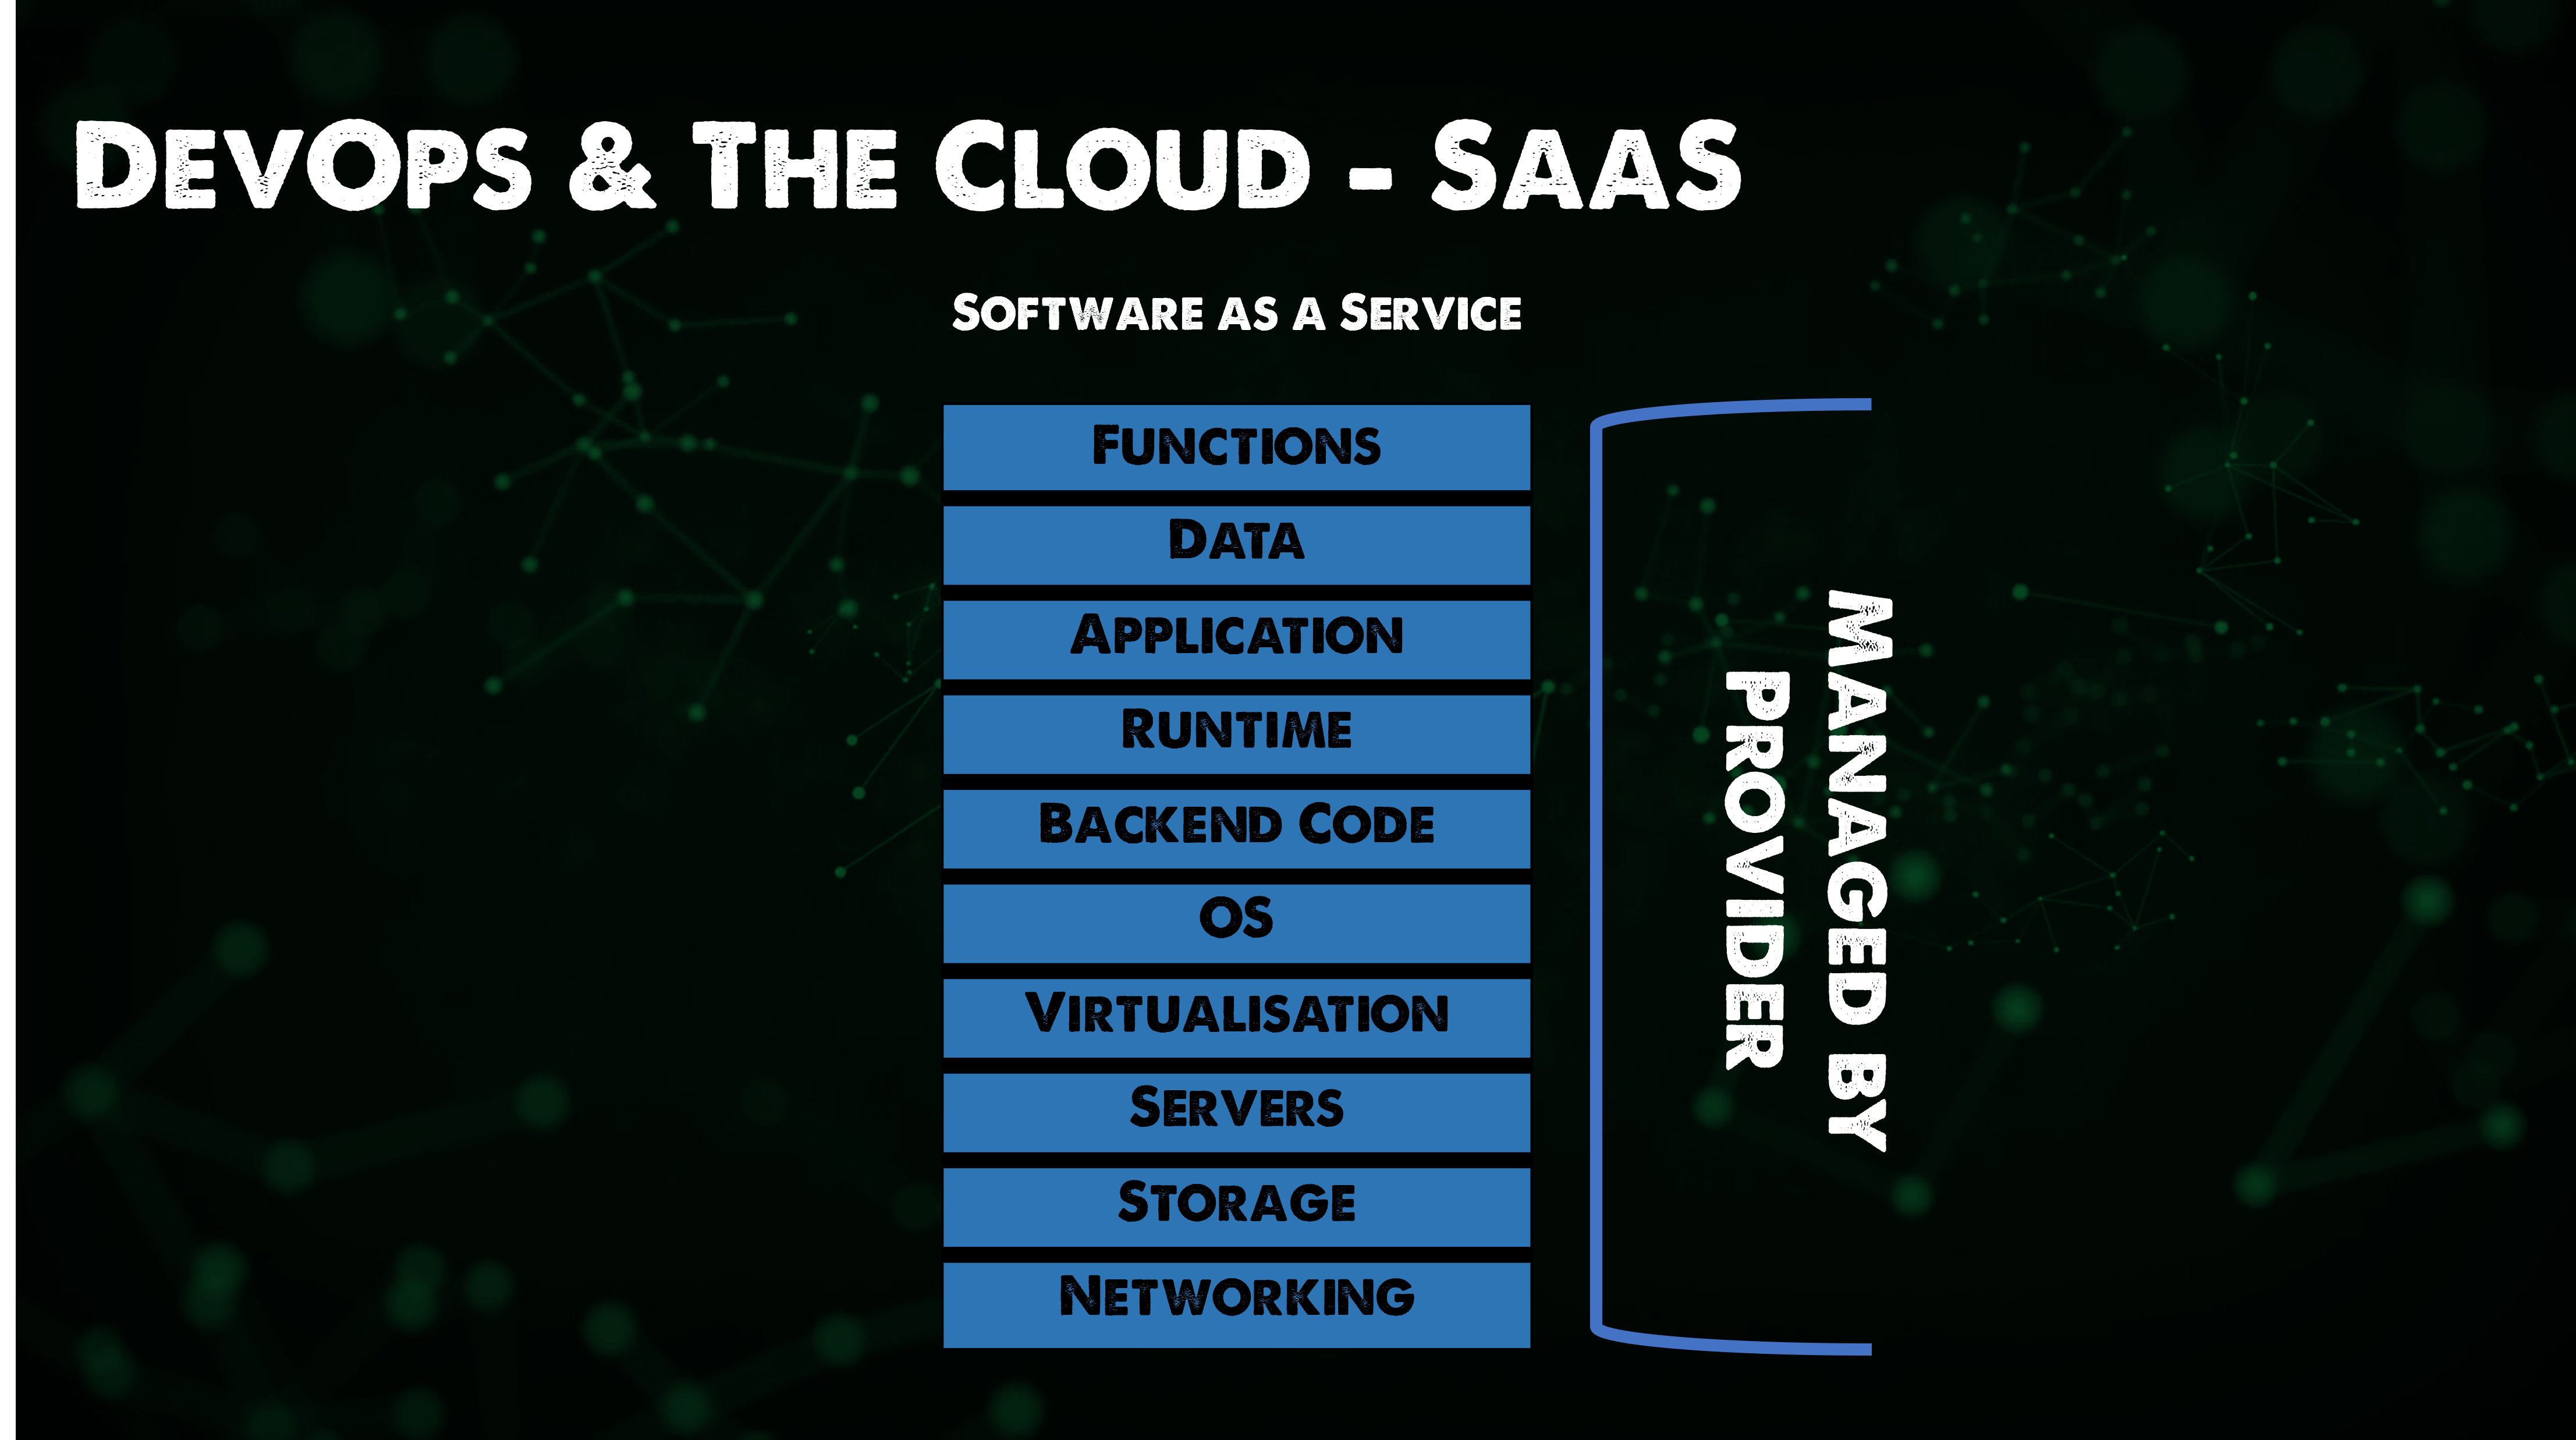 DevOps & The Cloud - SaaS
Software as a Service
Functions
Data
Application
Runtime
Backend Code
OS
Virtualisation
Servers
Storage
Networking
Managed by
Provider